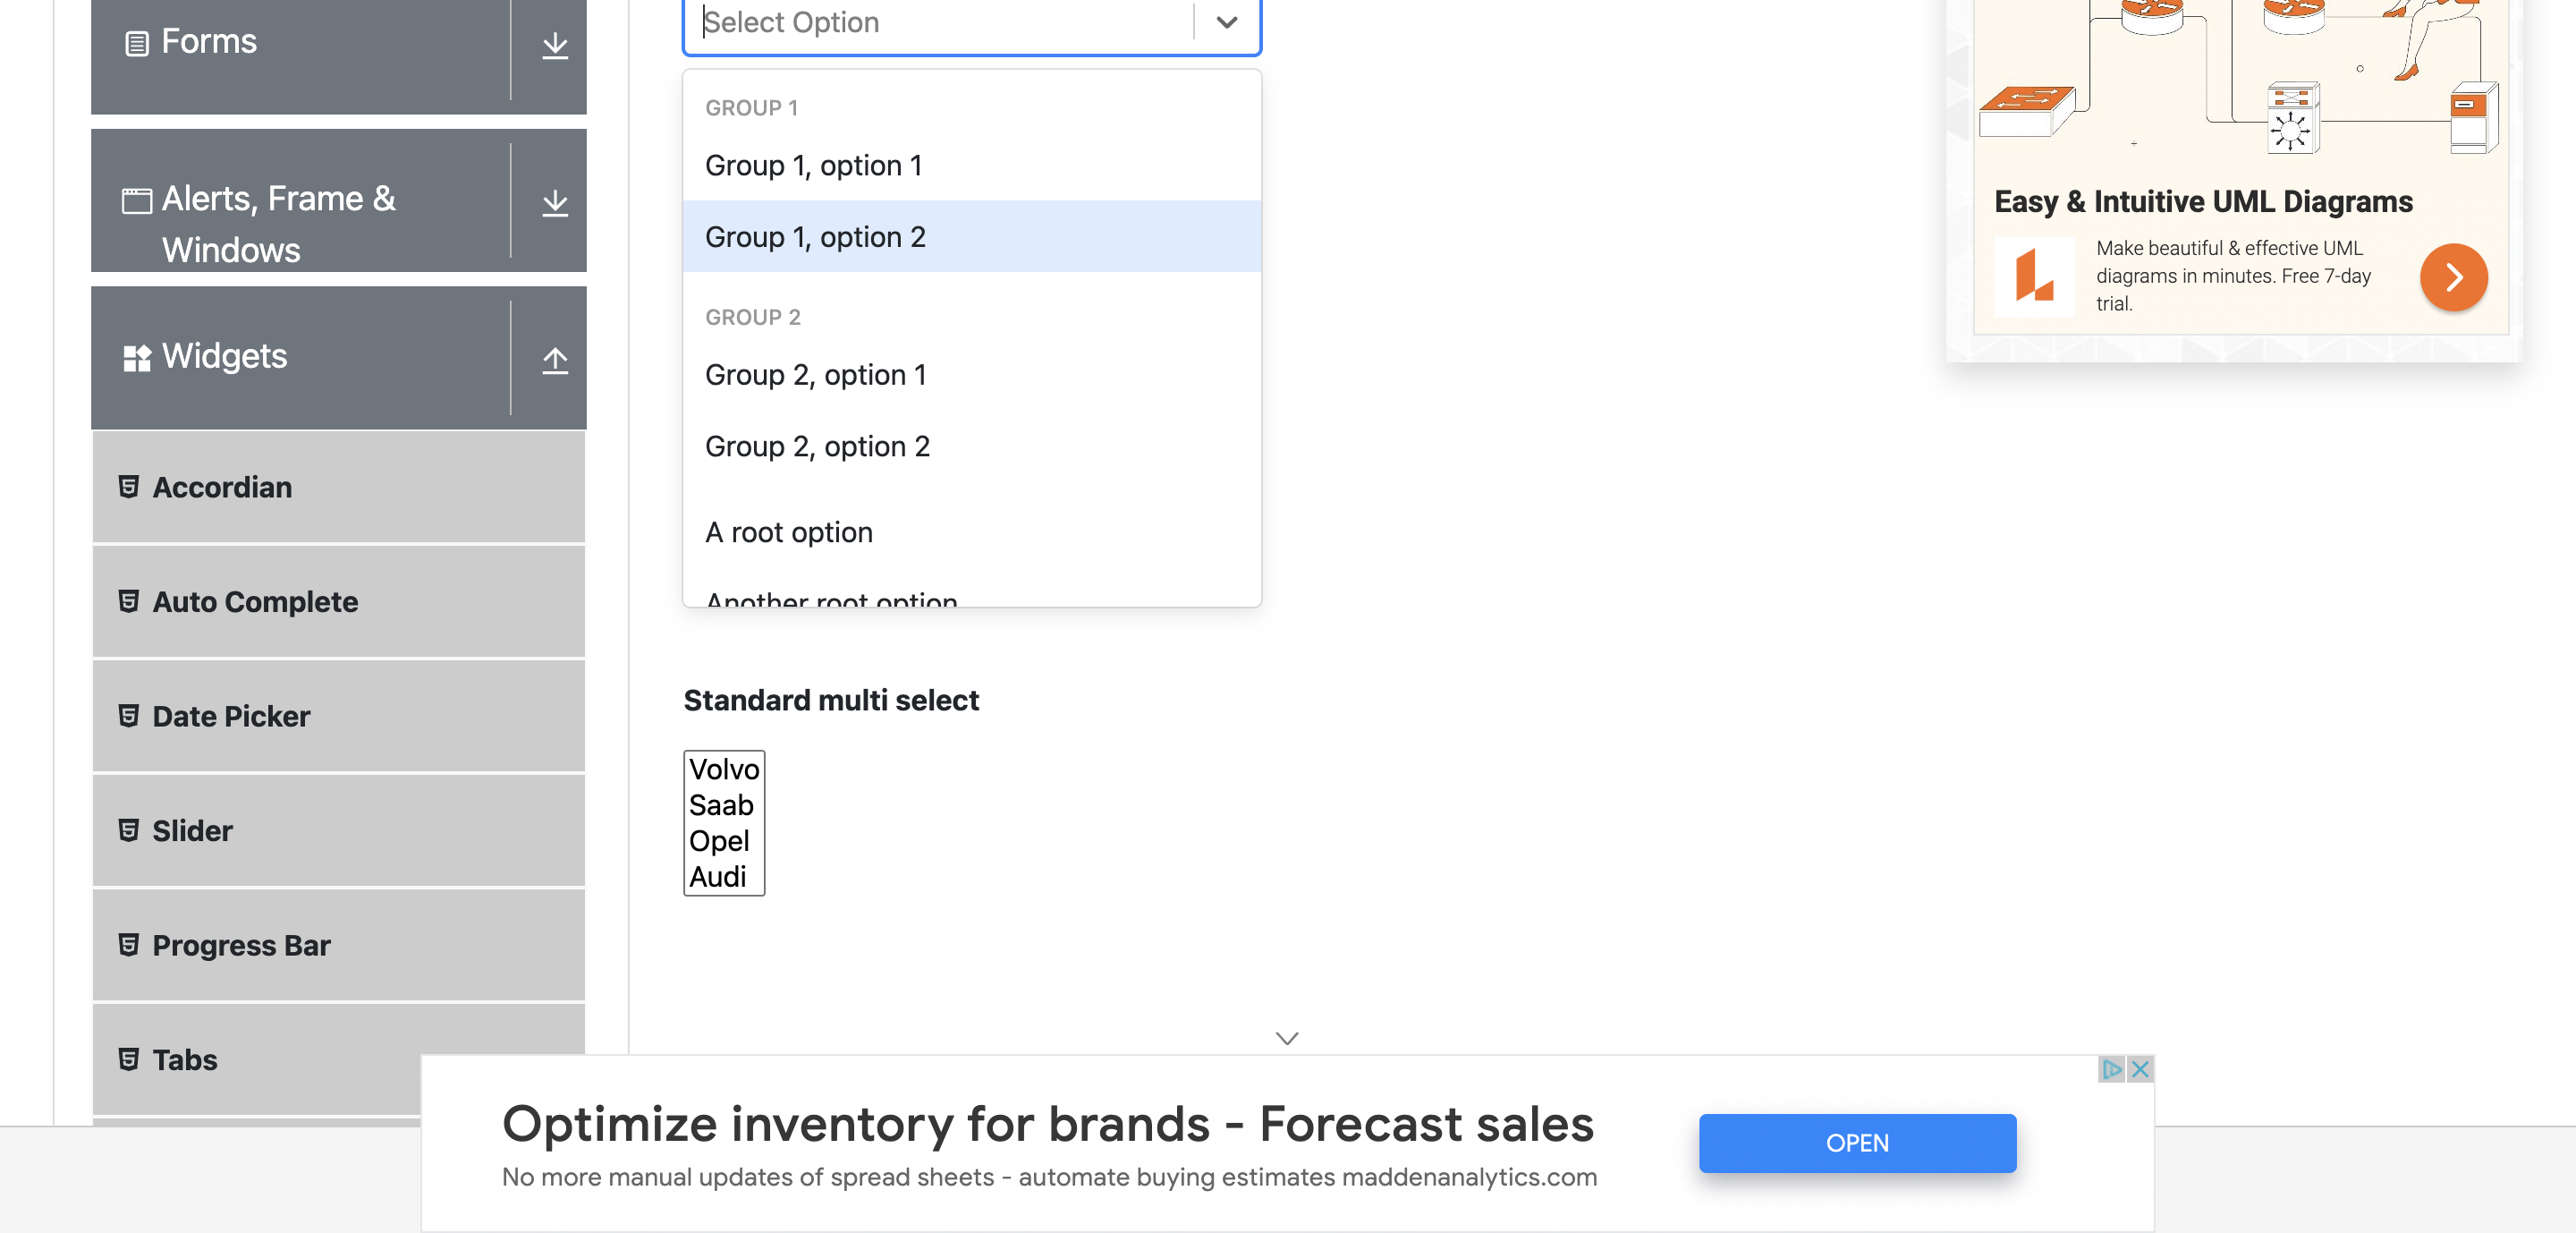 Forms
Alerts, Frame &
Windows
Widgets
Accordian
Auto Complete
Date Picker
Slider
Progress Bar
Tabs
Select Option
GROUP 1
Group 1, option 1
Group 1, option 2
GROUP 2
Group 2, option 1
Group 2, option 2
A root option
Another root option
Standard multi select
Volvo
Saab
Opel
Audi
Easy & Intuitive UML Diagrams
Make beautiful & effective UML
diagrams in minutes. Free 7-day
trial.
Optimize inventory for brands - Forecast sales
No more manual updates of spread sheets - automate buying estimates maddenanalytics.com
OPEN